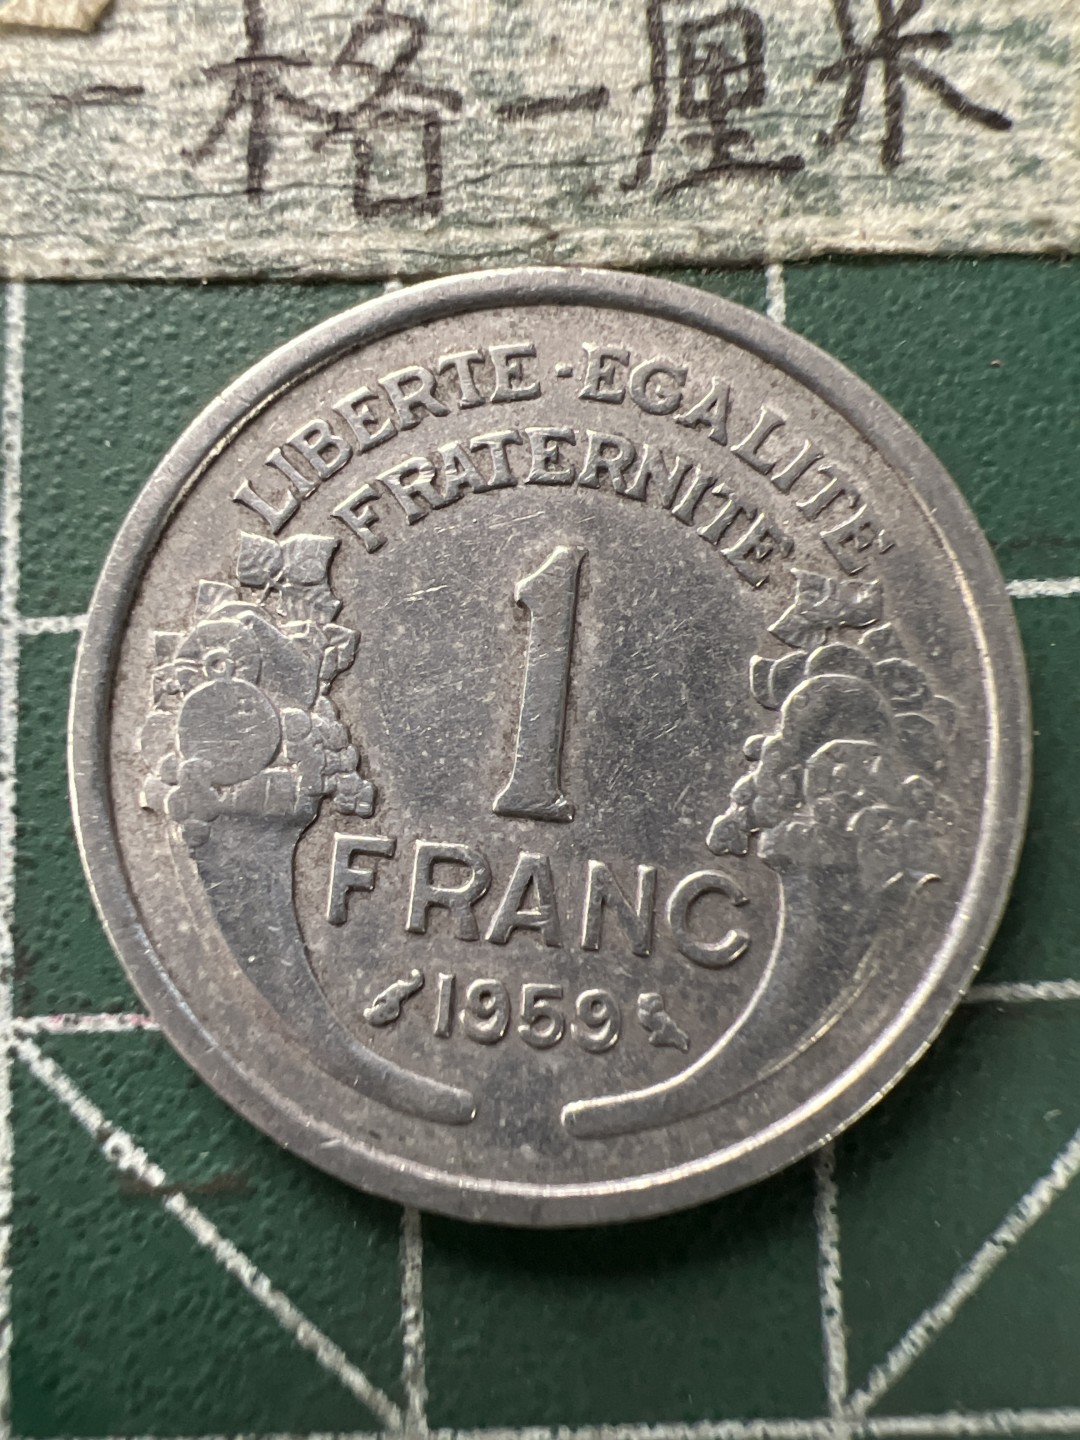 一格一厘米
LIBERTE-EGALITE
FRATERNITE
1
FRANC
1959